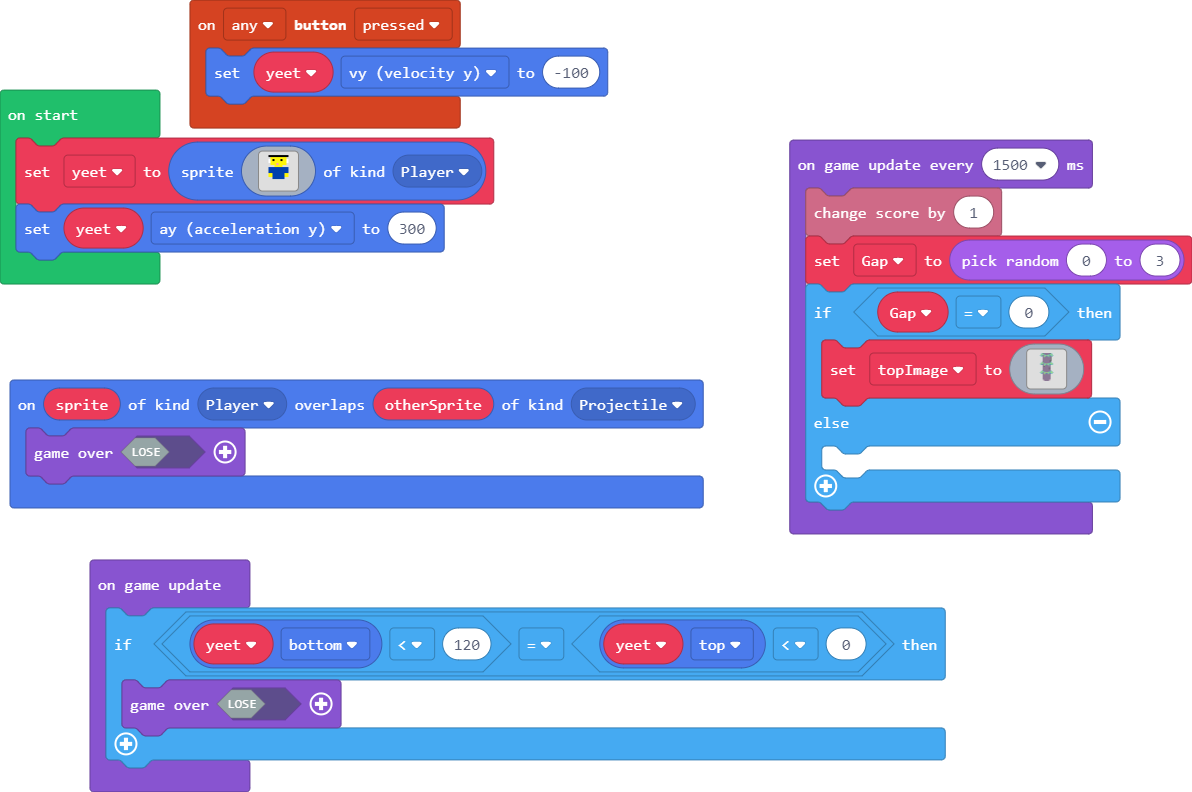 on any button pressed
set yeet vy (velocity y) to -100
on start
set yeet to sprite of kind Player
set yeet ay (acceleration y) to 300
on game update every 1500 ms
change score by 1
set Gap to pick random 0 to 3
if Gap = 0 then
set topImage to
else
on sprite of kind Player overlaps otherSprite of kind Projectile
game over LOSE
on game update
if yeet bottom < 120 = yeet top < 0 then
game over LOSE